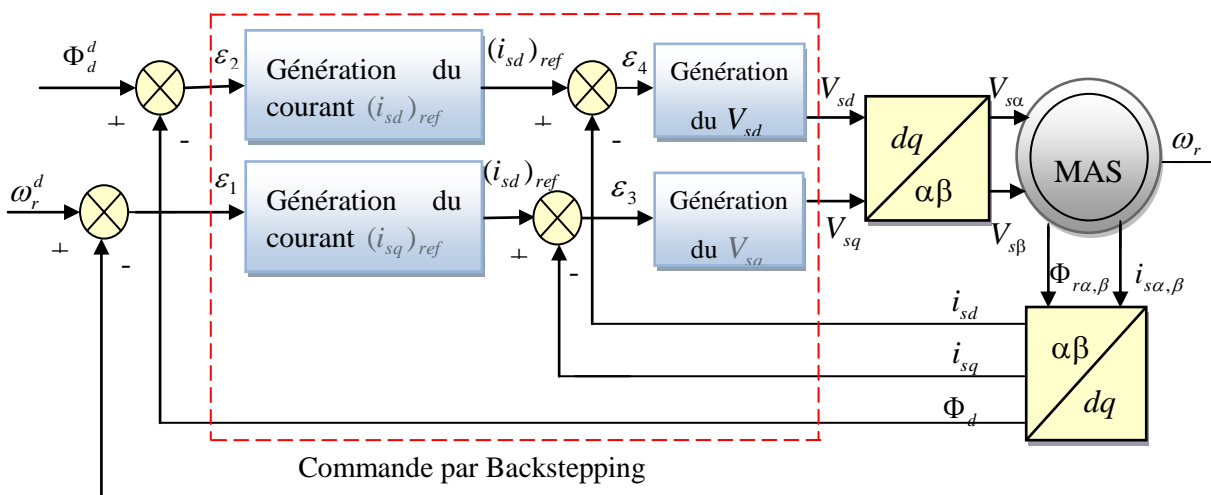 Φ_d^d
+
-
ε₂
Génération du
courant (i_sd)_ref
(i_sd)_ref
+
-
ε₄
Génération
du V_sd
V_sd
dq
αβ
V_sα
V_sβ
MAS
ω_r
ω_r^d
+
-
ε₁
Génération du
courant (i_sq)_ref
(i_sd)_ref
+
-
ε₃
Génération
du V_sq
V_sq
Φ_rα,β
i_sα,β
αβ
dq
i_sd
i_sq
Φ_d
Commande par Backstepping